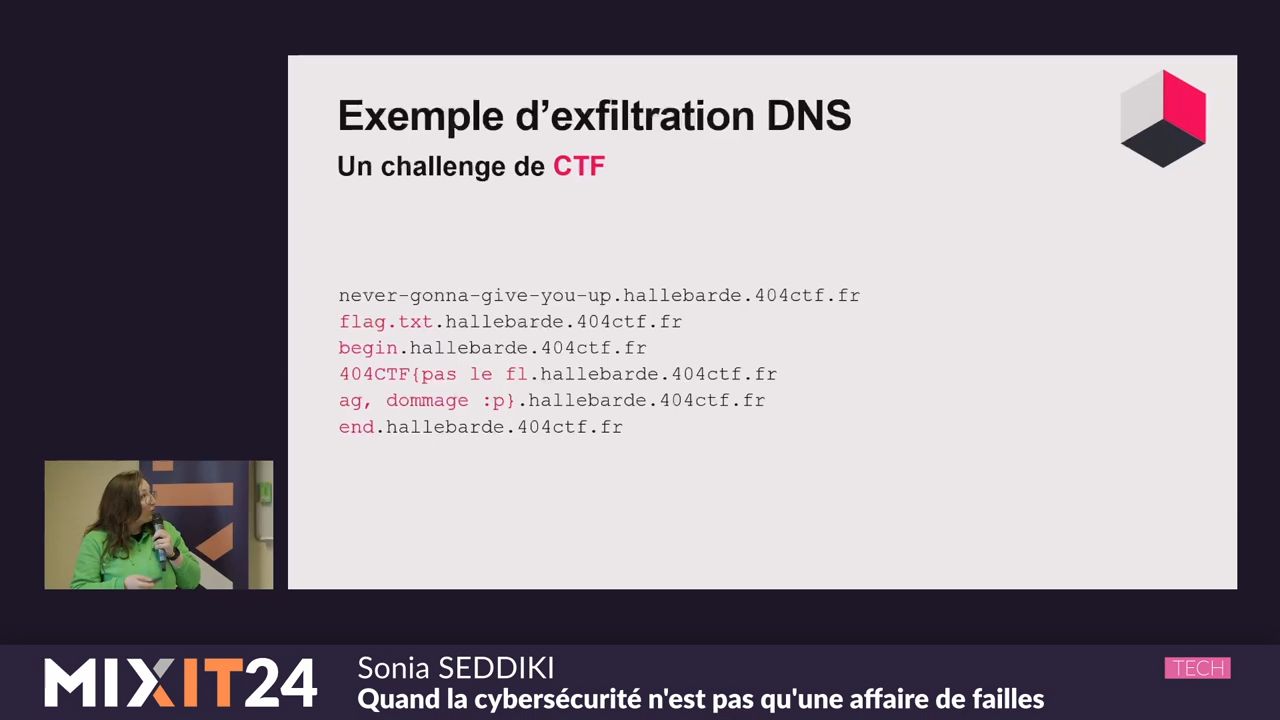 Exemple d’exfiltration DNS
Un challenge de CTF
never-gonna-give-you-up.hallebarde.404ctf.fr
flag.txt.hallebarde.404ctf.fr
begin.hallebarde.404ctf.fr
404CTF{pas le fl.hallebarde.404ctf.fr
ag, dommage :p}.hallebarde.404ctf.fr
end.hallebarde.404ctf.fr
MIXIT24
Sonia SEDDIKI
TECH
Quand la cybersécurité n'est pas qu'une affaire de failles